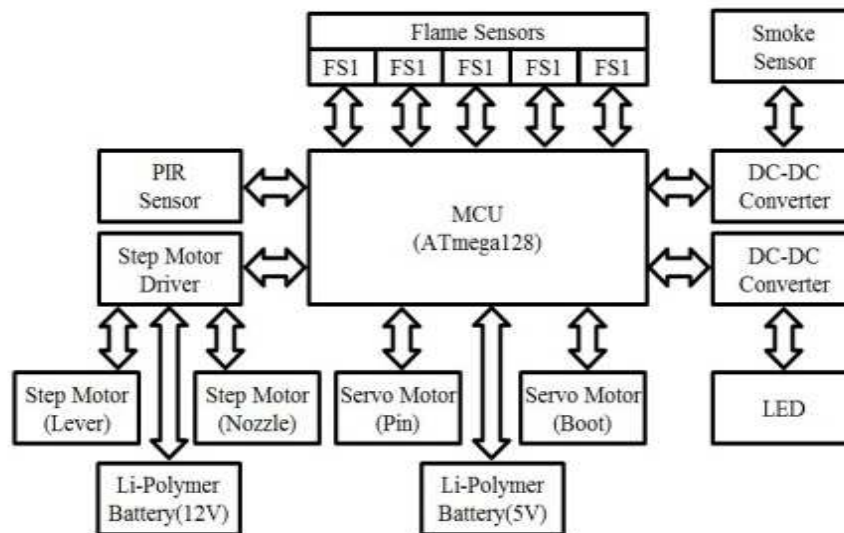 Flame Sensors
FS1 FS1 FS1 FS1 FS1
Smoke
Sensor
PIR
Sensor
MCU
(ATmega128)
DC-DC
Converter
Step Motor
Driver
DC-DC
Converter
Step Motor
(Lever)
Step Motor
(Nozzle)
Servo Motor
(Pin)
Servo Motor
(Boot)
LED
Li-Polymer
Battery(12V)
Li-Polymer
Battery(5V)